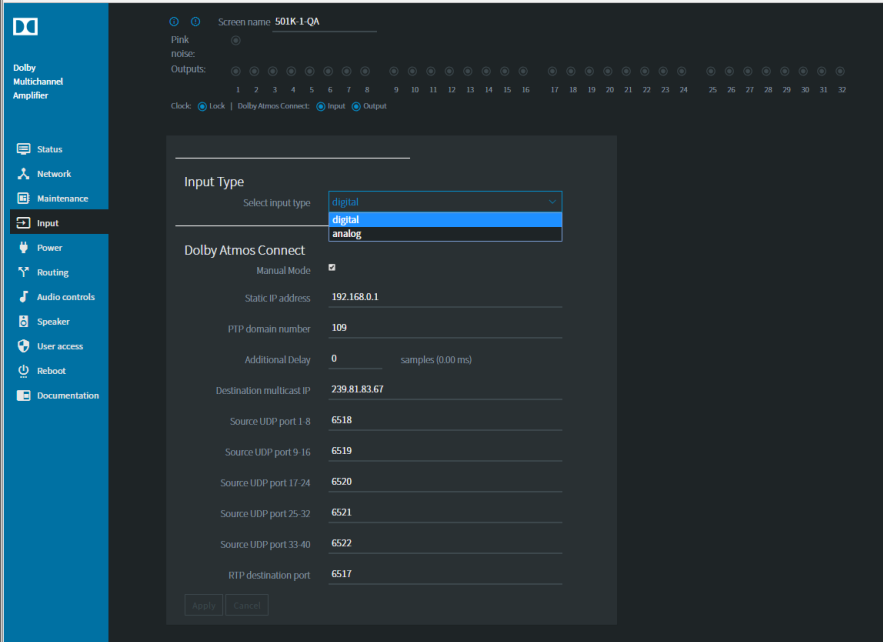 Screen name 501K-1-QA
Pink
noise:
Outputs:
1 2 3 4 5 6 7 8 9 10 11 12 13 14 15 16 17 18 19 20 21 22 23 24 25 26 27 28 29 30 31 32
Clock: Lock | Dolby Atmos Connect: Input Output
Dolby
Multichannel
Amplifier
Status
Network
Maintenance
Input
Power
Routing
Audio controls
Speaker
User access
Reboot
Documentation
Input Type
Select input type digital
digital
analog
Dolby Atmos Connect
Manual Mode
Static IP address 192.168.0.1
PTP domain number 109
Additional Delay 0 samples (0.00 ms)
Destination multicast IP 239.81.83.67
Source UDP port 1-8 6518
Source UDP port 9-16 6519
Source UDP port 17-24 6520
Source UDP port 25-32 6521
Source UDP port 33-40 6522
RTP destination port 6517
Apply Cancel